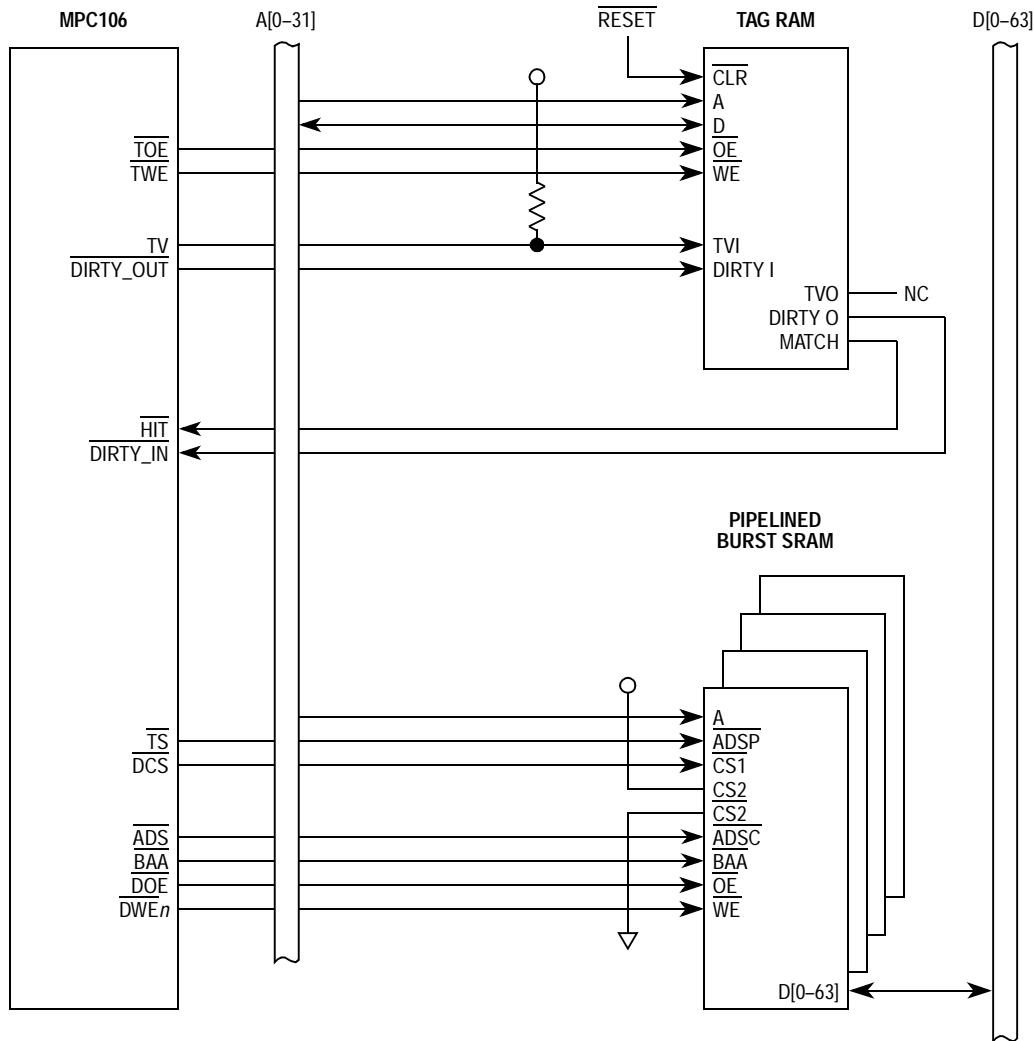 MPC106 A[0–31] RESET TAG RAM D[0–63]
CLR
A
D
TOE OE
TWE WE
TV TVI
DIRTY_OUT DIRTY I
TVO NC
DIRTY O
MATCH
HIT
DIRTY_IN
PIPELINED
BURST SRAM
A
TS ADSP
DCS CS1
CS2
CS2
ADS ADSC
BAA BAA
DOE OE
DWEn WE
D[0–63]